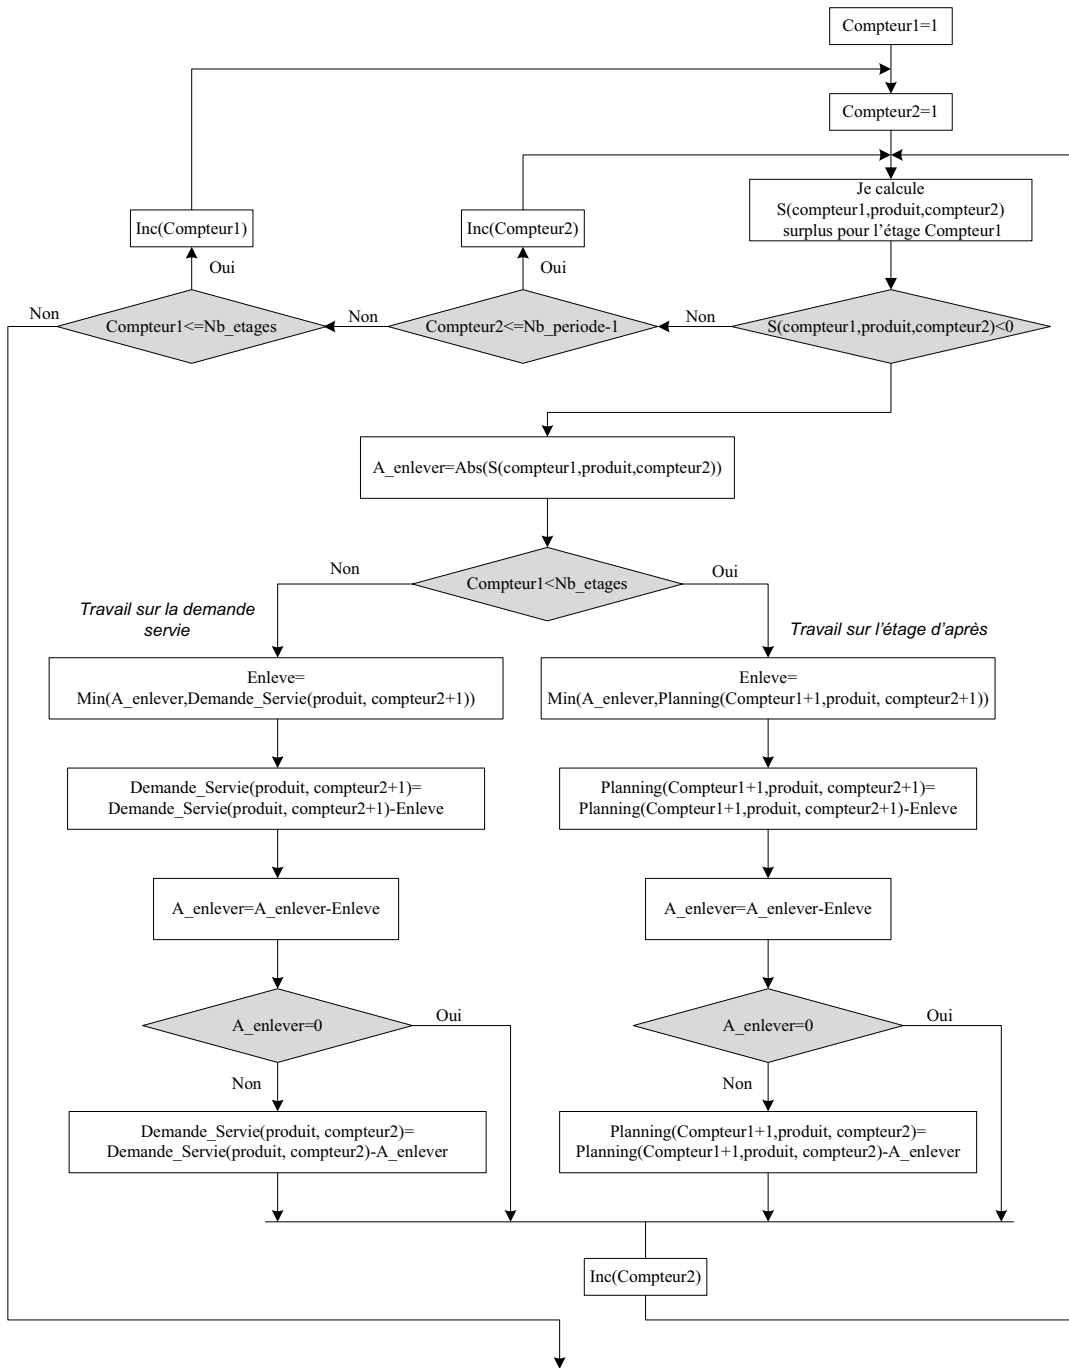 Compteur1=1
Compteur2=1
Je calcule
S(compteur1,produit,compteur2)
surplus pour l’étage Compteur1
Inc(Compteur1)
Inc(Compteur2)
Oui
Oui
Non
Compteur1<=Nb_etages
Non
Compteur2<=Nb_periode-1
Non
S(compteur1,produit,compteur2)<0
A_enlever=Abs(S(compteur1,produit,compteur2))
Non
Compteur1<Nb_etages
Oui
Travail sur la demande
servie
Travail sur l’étage d’après
Enleve=
Min(A_enlever,Demande_Servie(produit, compteur2+1))
Enleve=
Min(A_enlever,Planning(Compteur1+1,produit, compteur2+1))
Demande_Servie(produit, compteur2+1)=
Demande_Servie(produit, compteur2+1)-Enleve
Planning(Compteur1+1,produit, compteur2+1)=
Planning(Compteur1+1,produit, compteur2+1)-Enleve
A_enlever=A_enlever-Enleve
A_enlever=A_enlever-Enleve
A_enlever=0
Oui
A_enlever=0
Oui
Non
Non
Demande_Servie(produit, compteur2)=
Demande_Servie(produit, compteur2)-A_enlever
Planning(Compteur1+1,produit, compteur2)=
Planning(Compteur1+1,produit, compteur2)-A_enlever
Inc(Compteur2)